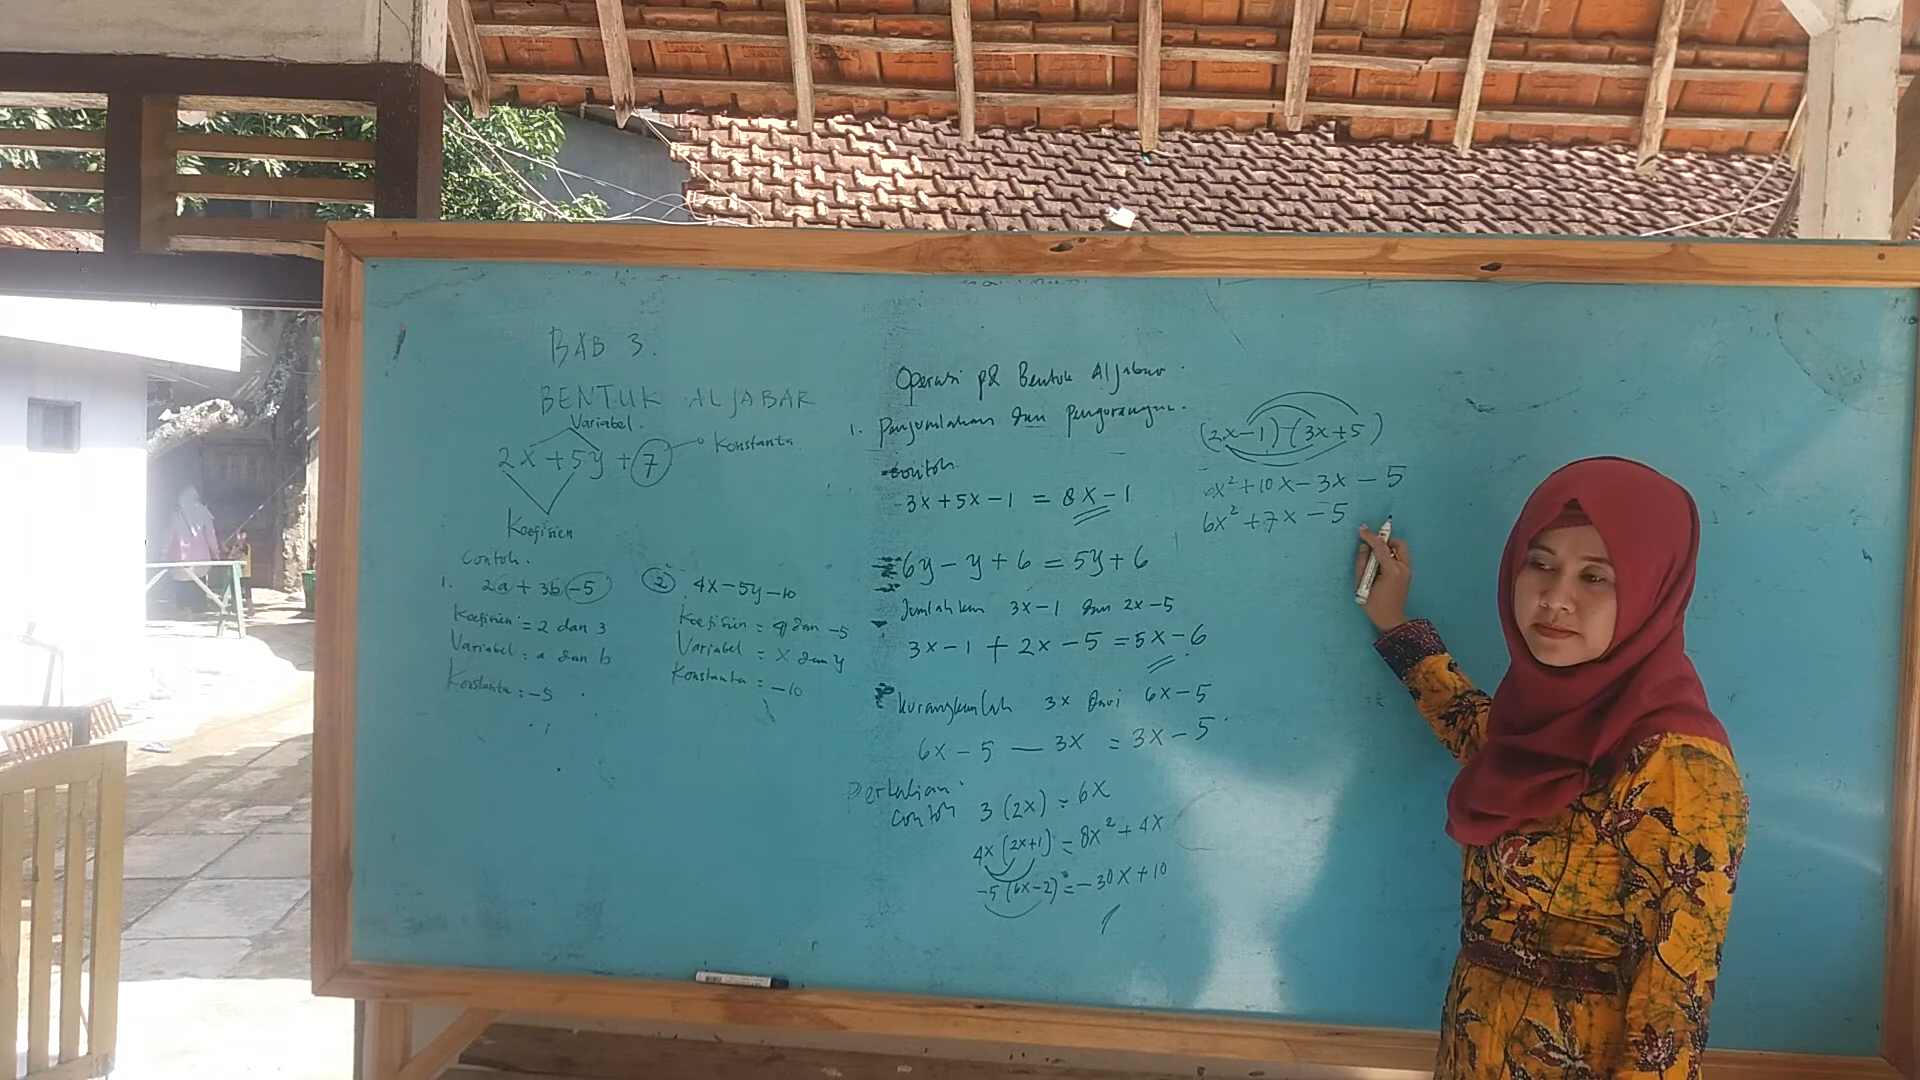 BAB 3.
BENTUK ALJABAR
Variabel.
2x + 5y + 7
Konstanta
Koefisien
Contoh.
1. 2a + 3b - 5
Koefisien = 2 dan 3
Variabel = a dan b
Konstanta = -5
2 4x - 5y - 10
Koefisien = 4 dan -5
Variabel = x dan y
Konstanta = -10
Operasi pd Bentuk Aljabar.
1. Penjumlahan dan Pengurangan.
contoh
3x + 5x - 1 = 8x - 1
6y - y + 6 = 5y + 6
Jumlahkan 3x - 1 dan 2x - 5
3x - 1 + 2x - 5 = 5x - 6
kurangkanlah 3x dari 6x - 5
6x - 5 — 3x = 3x - 5
Perkalian
contoh 3 (2x) = 6x
4x (2x+1) = 8x² + 4x
-5 (6x-2) = -30x + 10
(2x - 1) (3x + 5)
x² + 10x - 3x - 5
6x² + 7x - 5